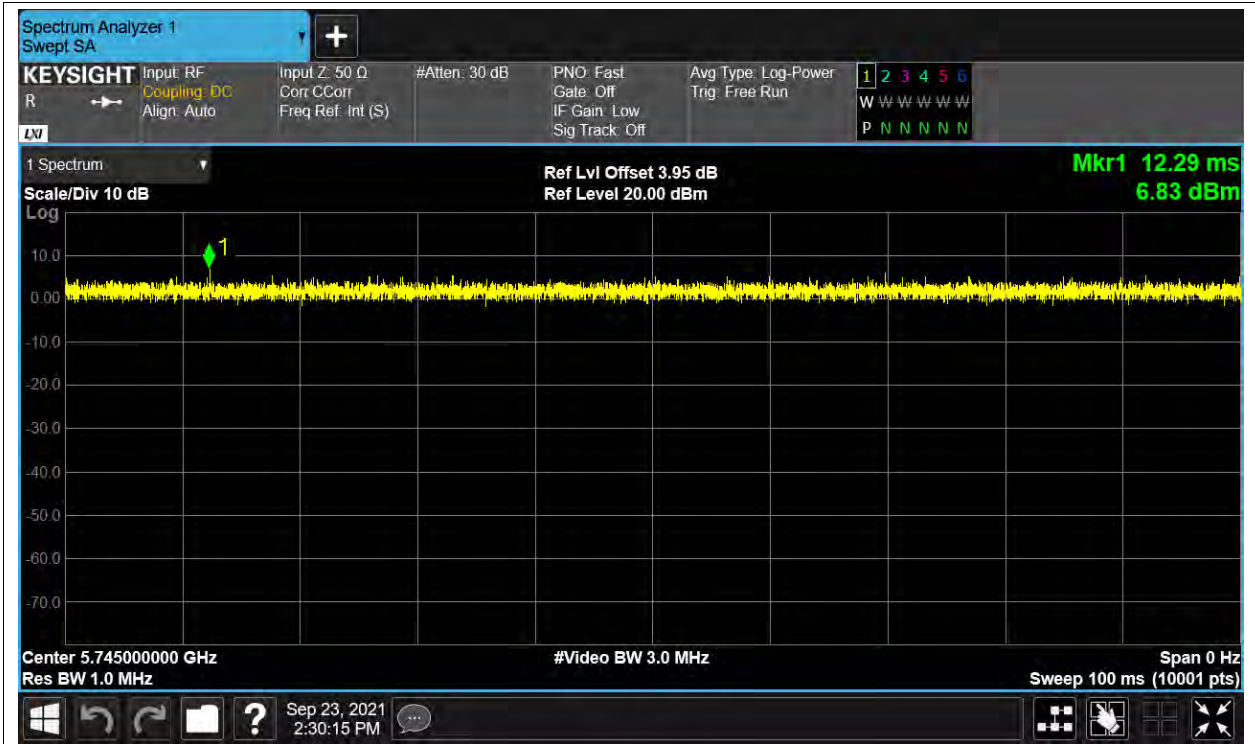 Spectrum Analyzer 1
Swept SA
+
KEYSIGHT Input: RF Input Z: 50 Ω #Atten: 30 dB PNO: Fast Avg Type: Log-Power 1 2 3 4 5 6
R Coupling: DC Corr CCorr Gate: Off Trig: Free Run W W W W W W
Align: Auto Freq Ref: Int (S) IF Gain: Low
LXI Sig Track: Off P N N N N N
1 Spectrum Ref Lvl Offset 3.95 dB Mkr1 12.29 ms
Scale/Div 10 dB Ref Level 20.00 dBm 6.83 dBm
Log
1
10.0
0.00
-10.0
-20.0
-30.0
-40.0
-50.0
-60.0
-70.0
Center 5.745000000 GHz #Video BW 3.0 MHz Span 0 Hz
Res BW 1.0 MHz Sweep 100 ms (10001 pts)
? Sep 23, 2021
2:30:15 PM